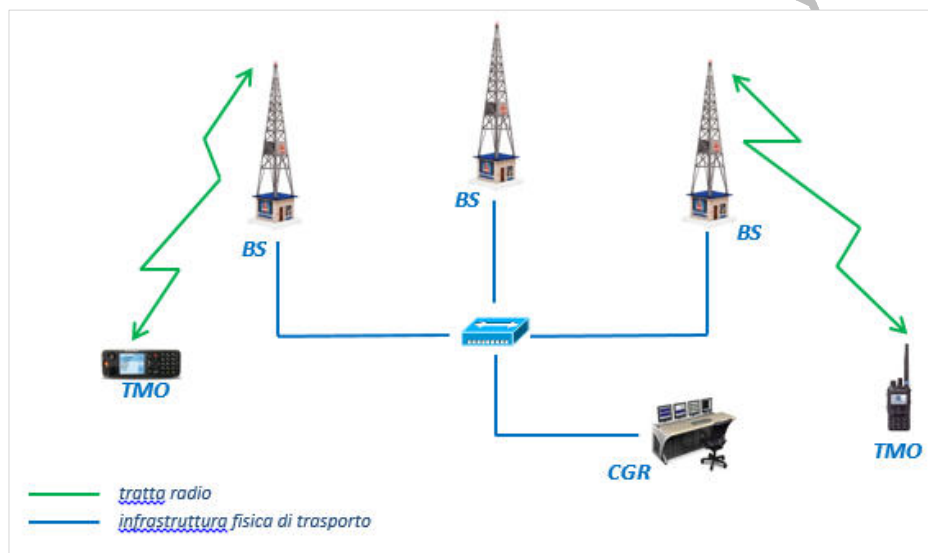 BS
BS
BS
TMO
TMO
CGR
tratta radio
infrastruttura fisica di trasporto